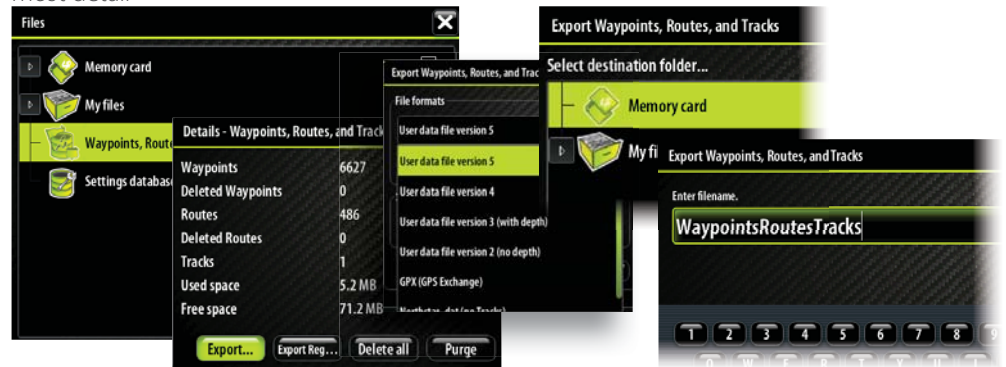 Files
Memory card
My files
Waypoints, Route
Settings databas
Details - Waypoints, Routes, and Track
Waypoints 6627
Deleted Waypoints 0
Routes 486
Deleted Routes 0
Tracks 1
Used space 5.2 MB
Free space 71.2 MB
Export... Export Reg... Delete all Purge
Export Waypoints, Routes, and Trac
File formats
User data file version 5
User data file version 5
User data file version 4
User data file version 3 (with depth)
User data file version 2 (no depth)
GPX (GPS Exchange)
Export Waypoints, Routes, and Tracks
Select destination folder...
Memory card
My fi
Export Waypoints, Routes, and Tracks
Enter filename.
WaypointsRoutesTracks
1 2 3 4 5 6 7 8 9